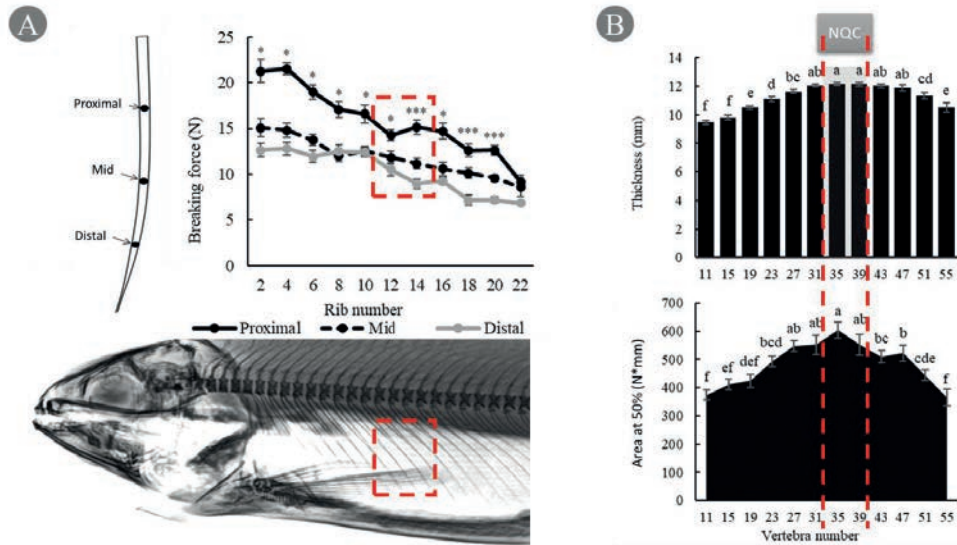 A
Proximal
Mid
Distal
Breaking force (N)
25
20
15
10
5
0
* * * * * * *** * *** ***
2 4 6 8 10 12 14 16 18 20 22
Rib number
Proximal Mid Distal
B
NQC
Thickness (mm)
14
12
10
8
6
4
2
0
f f e d bc ab a a ab ab cd e
11 15 19 23 27 31 35 39 43 47 51 55
Area at 50% (N*mm)
700
600
500
400
300
200
100
0
f ef def bcd ab ab a ab bc b cde f
11 15 19 23 27 31 35 39 43 47 51 55
Vertebra number